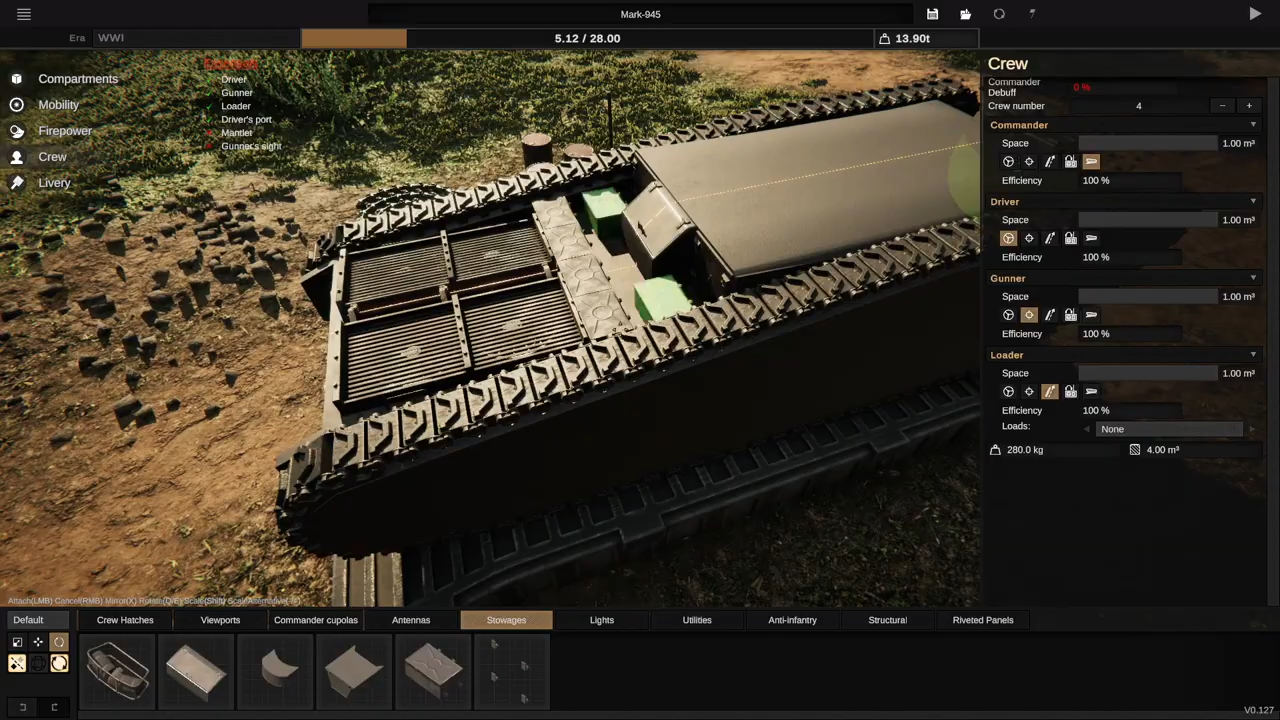 Mark-945
Era WWI 5.12 / 28.00 13.90t
Compartments
Mobility
Firepower
Crew
Livery
Driver
Gunner
Loader
Driver's port
Mantlet
Gunner's sight
Crew
Commander Debuff 0 %
Crew number 4 − +
Commander
Space 1.00 m³
Efficiency 100 %
Driver
Space 1.00 m³
Efficiency 100 %
Gunner
Space 1.00 m³
Efficiency 100 %
Loader
Space 1.00 m³
Efficiency 100 %
Loads: None
280.0 kg 4.00 m³
Default Crew Hatches Viewports Commander cupolas Antennas Stowages Lights Utilities Anti-infantry Structural Riveted Panels
V0.127